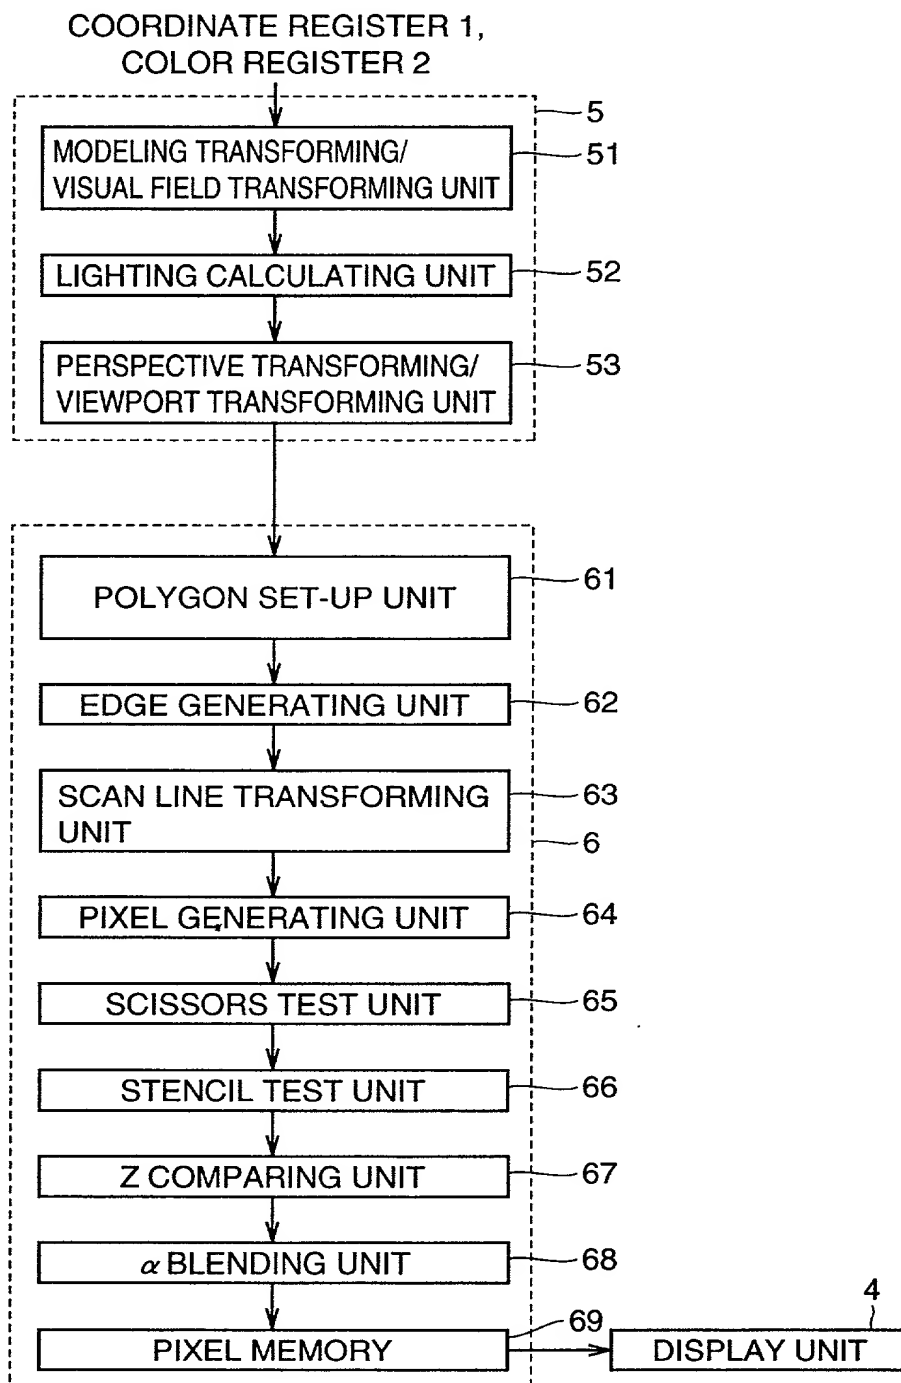 COORDINATE REGISTER 1,
COLOR REGISTER 2
5
MODELING TRANSFORMING/
VISUAL FIELD TRANSFORMING UNIT
51
LIGHTING CALCULATING UNIT
52
PERSPECTIVE TRANSFORMING/
VIEWPORT TRANSFORMING UNIT
53
POLYGON SET-UP UNIT
61
EDGE GENERATING UNIT
62
SCAN LINE TRANSFORMING
UNIT
63
6
PIXEL GENERATING UNIT
64
SCISSORS TEST UNIT
65
STENCIL TEST UNIT
66
Z COMPARING UNIT
67
α BLENDING UNIT
68
PIXEL MEMORY
69
4
DISPLAY UNIT